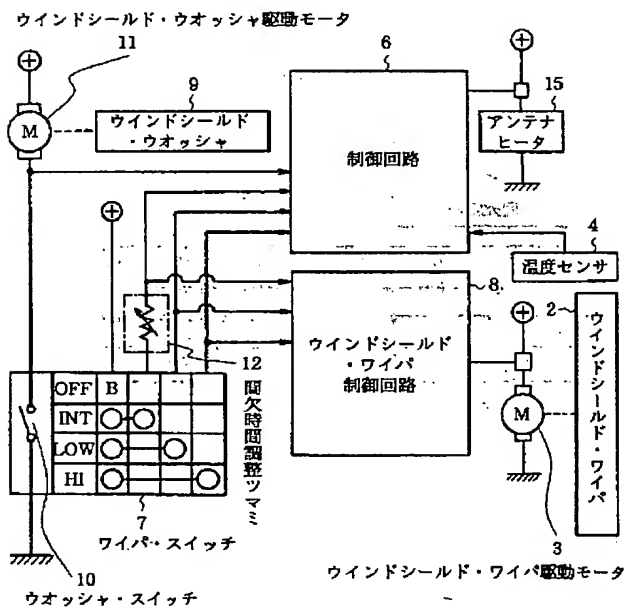 ウインドシールド・ウオッシャ駆動モータ
11
9
6
15
M
ウインドシールド
・ウオッシャ
制御回路
アンテナ
ヒータ
4
温度センサ
8
2
12
ウインドシールド
・ワイパ
制御回路
M
ウインドシールド・ワイパ
間欠時間調整ツマミ
OFF B
INT
LOW
HI
7
ワイパ・スイッチ
3
10
ウオッシャ・スイッチ
ウインドシールド・ワイパ駆動モータ